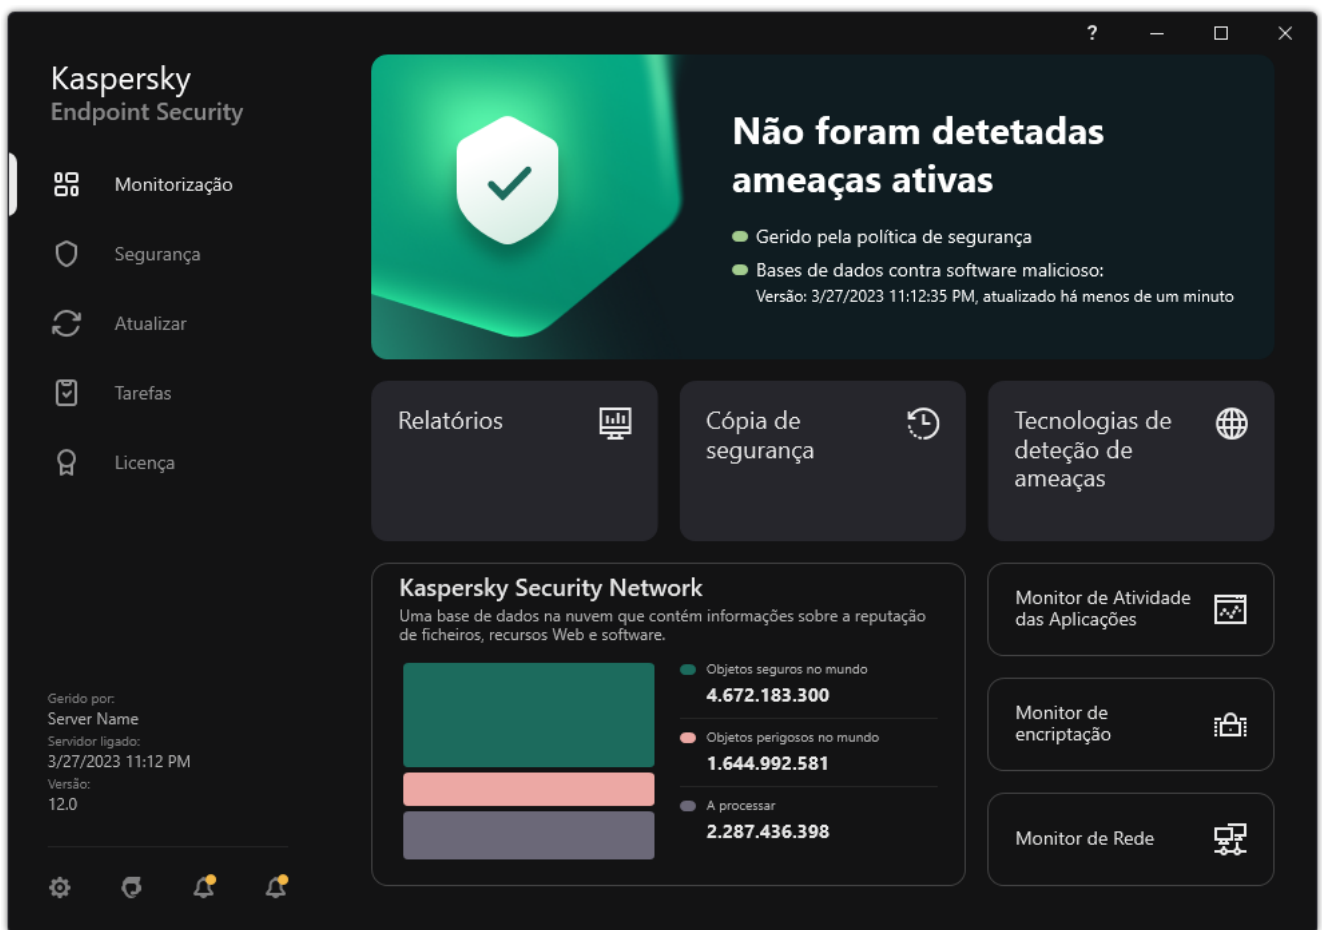 ?
Kaspersky
Endpoint Security
Monitorização
Segurança
Atualizar
Tarefas
Licença
Gerido por:
Server Name
Servidor ligado:
3/27/2023 11:12 PM
Versão:
12.0
Não foram detetadas
ameaças ativas
Gerido pela política de segurança
Bases de dados contra software malicioso:
Versão: 3/27/2023 11:12:35 PM, atualizado há menos de um minuto
Relatórios
Cópia de
segurança
Tecnologias de
deteção de
ameaças
Kaspersky Security Network
Uma base de dados na nuvem que contém informações sobre a reputação
de ficheiros, recursos Web e software.
Objetos seguros no mundo
4.672.183.300
Objetos perigosos no mundo
1.644.992.581
A processar
2.287.436.398
Monitor de Atividade
das Aplicações
Monitor de
encriptação
Monitor de Rede